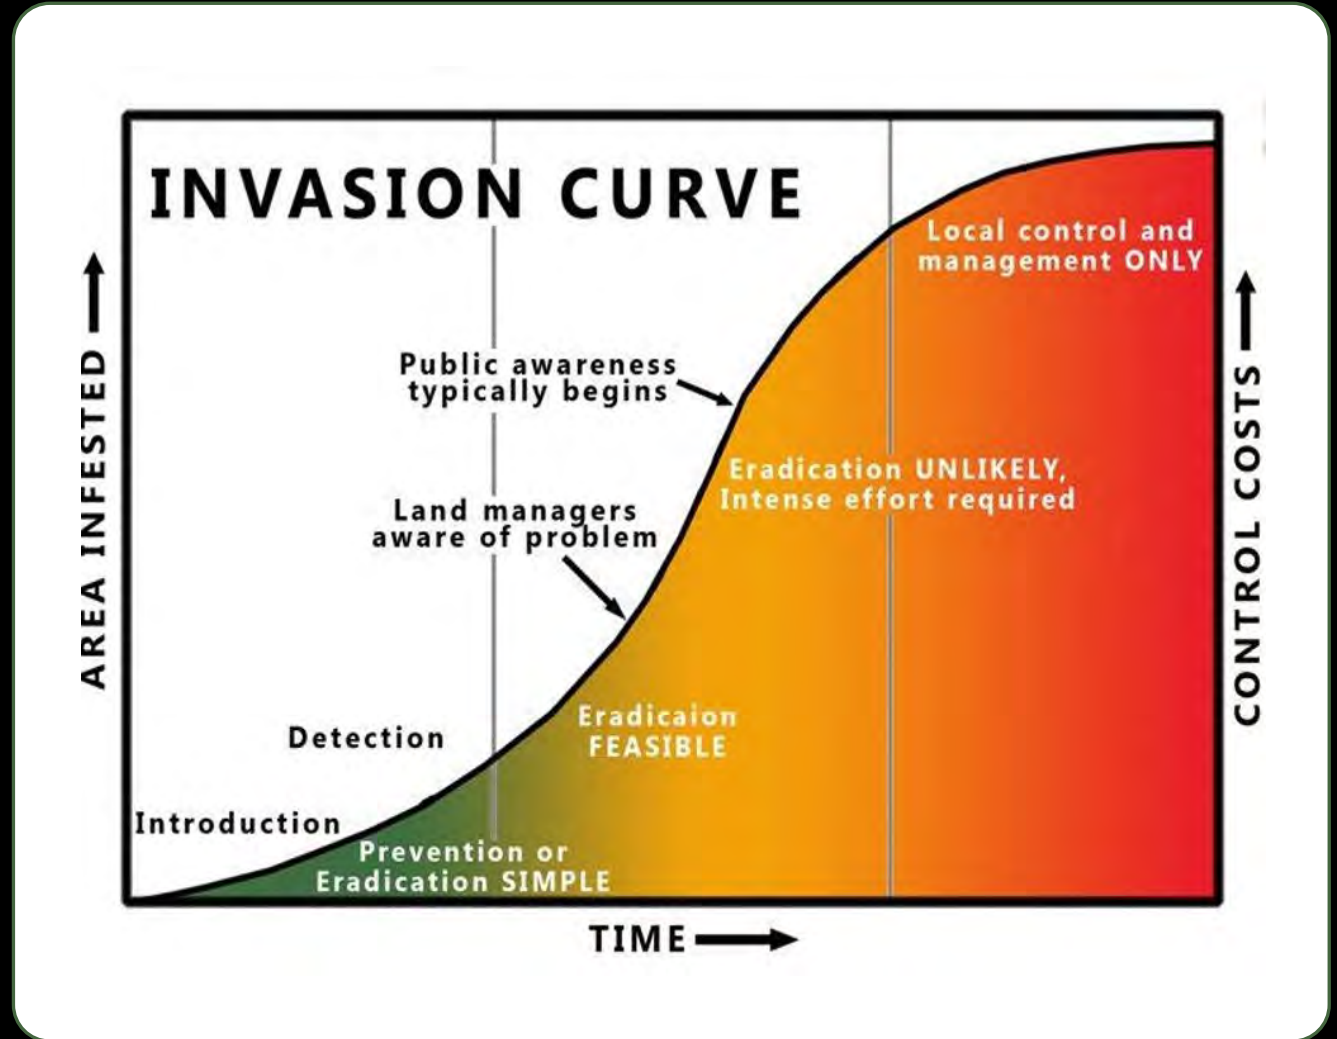 INVASION CURVE
Local control and
management ONLY
Public awareness
typically begins
Eradication UNLIKELY,
Intense effort required
Land managers
aware of problem
Eradicaion
FEASIBLE
Detection
Introduction
Prevention or
Eradication SIMPLE
AREA INFESTED
CONTROL COSTS
TIME